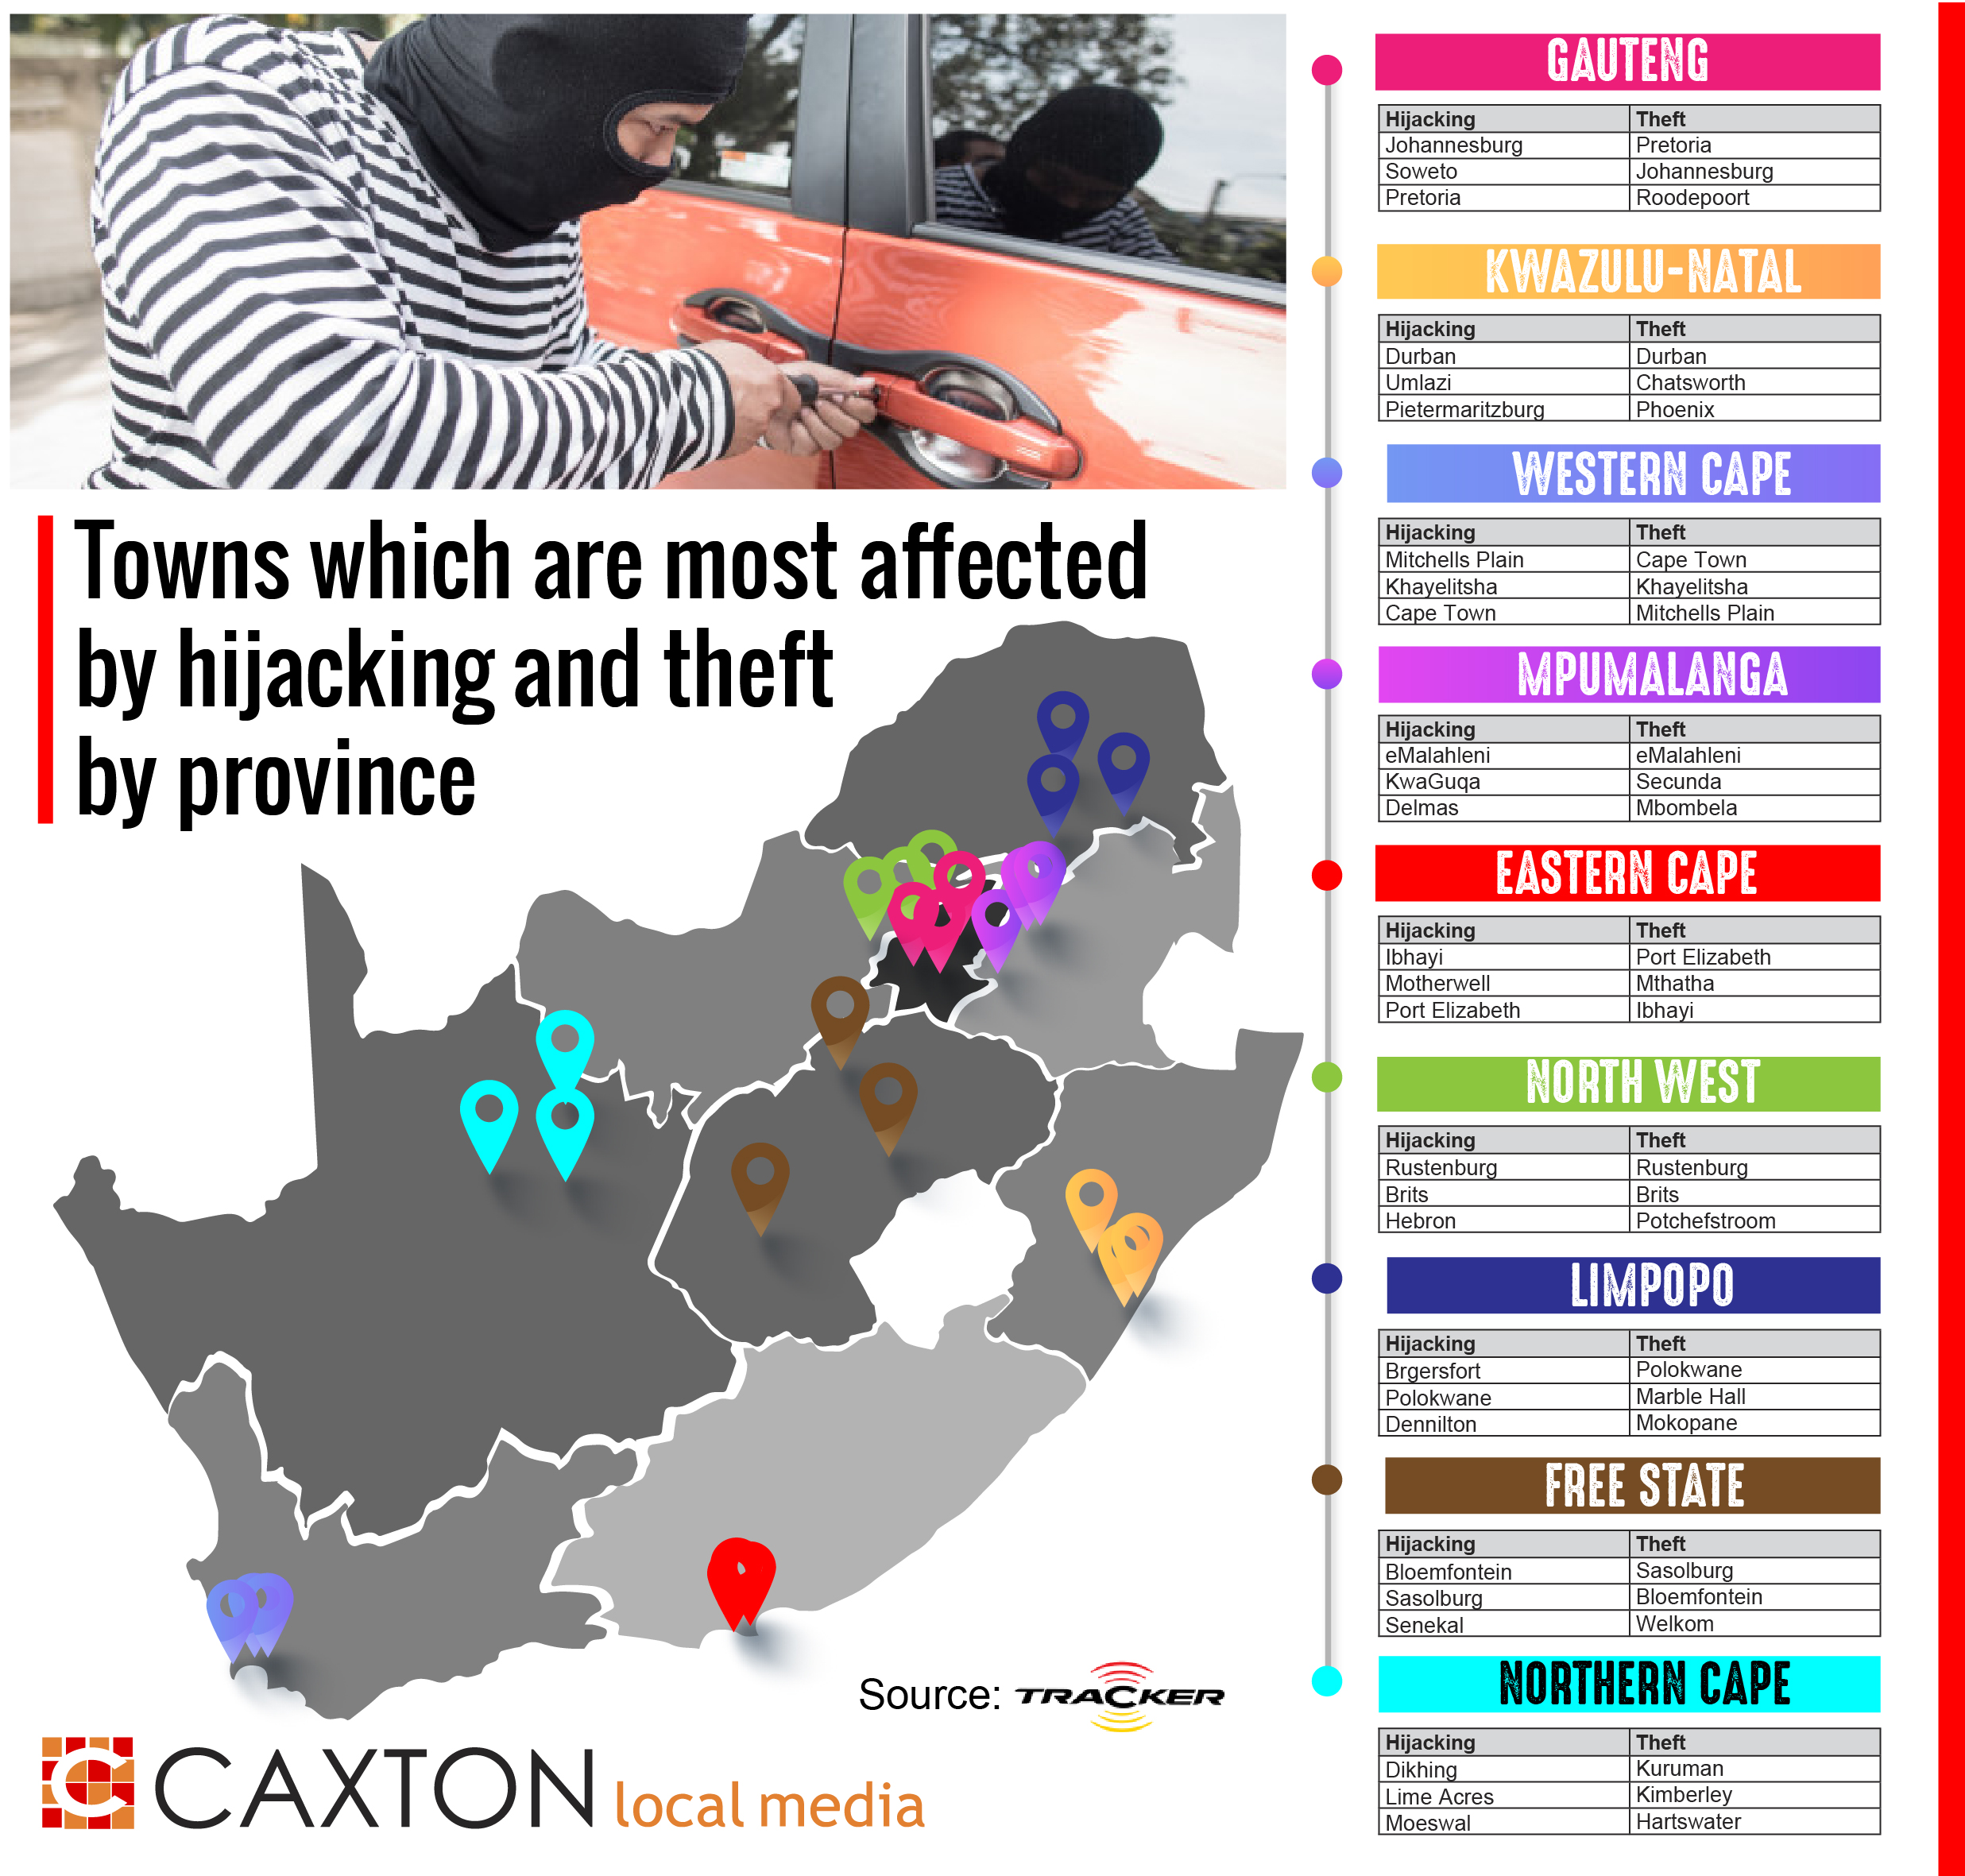 Towns which are most affected
by hijacking and theft
by province
GAUTENG
Hijacking Theft
Johannesburg Pretoria
Soweto Johannesburg
Pretoria Roodepoort
KWAZULU-NATAL
Hijacking Theft
Durban Durban
Umlazi Chatsworth
Pietermaritzburg Phoenix
WESTERN CAPE
Hijacking Theft
Mitchells Plain Cape Town
Khayelitsha Khayelitsha
Cape Town Mitchells Plain
MPUMALANGA
Hijacking Theft
eMalahleni eMalahleni
KwaGuqa Secunda
Delmas Mbombela
EASTERN CAPE
Hijacking Theft
Ibhayi Port Elizabeth
Motherwell Mthatha
Port Elizabeth Ibhayi
NORTH WEST
Hijacking Theft
Rustenburg Rustenburg
Brits Brits
Hebron Potchefstroom
LIMPOPO
Hijacking Theft
Brgersfort Polokwane
Polokwane Marble Hall
Dennilton Mokopane
FREE STATE
Hijacking Theft
Bloemfontein Sasolburg
Sasolburg Bloemfontein
Senekal Welkom
NORTHERN CAPE
Hijacking Theft
Dikhing Kuruman
Lime Acres Kimberley
Moeswal Hartswater
Source: TRACKER
C CAXTON local media